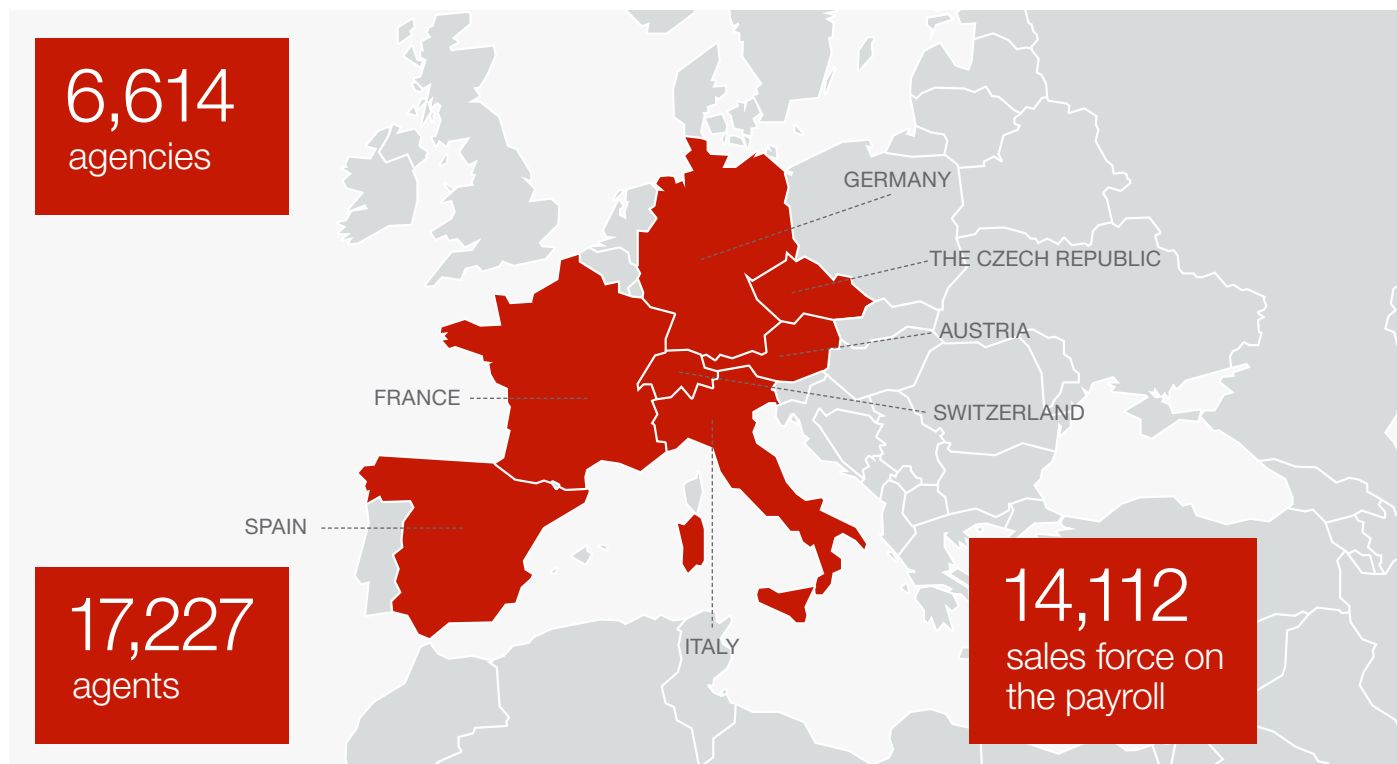 6,614
agencies
GERMANY
THE CZECH REPUBLIC
AUSTRIA
FRANCE
SWITZERLAND
SPAIN
17,227
agents
ITALY
14,112
sales force on
the payroll